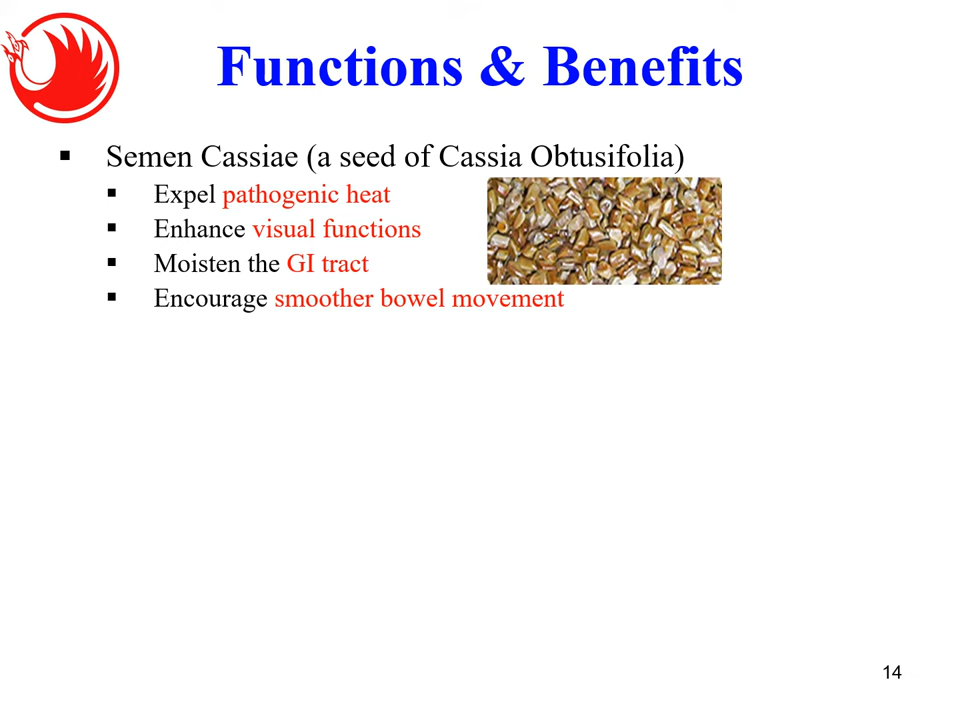 Functions & Benefits
▪ Semen Cassiae (a seed of Cassia Obtusifolia)
▪ Expel pathogenic heat
▪ Enhance visual functions
▪ Moisten the GI tract
▪ Encourage smoother bowel movement
14